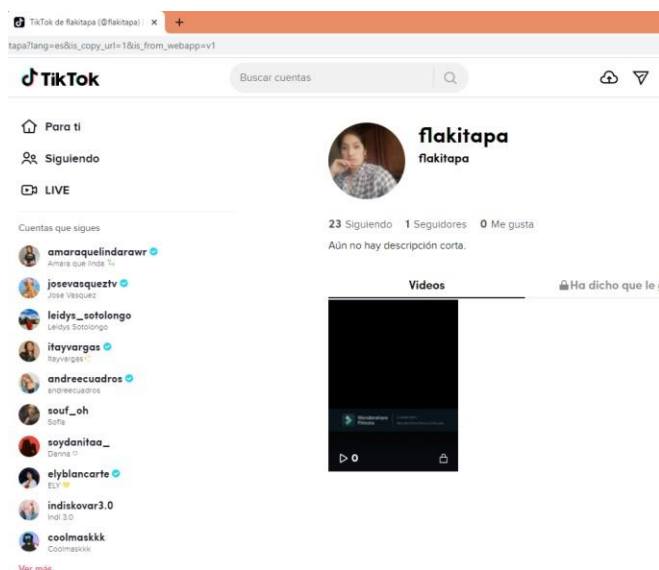 TikTok de flakitapa (@flakitapa)
tapa?lang=es&is_copy_url=1&is_from_webapp=v1
TikTok
Buscar cuentas
Para ti
Siguiendo
LIVE
flakitapa
flakitapa
23 Siguiendo 1 Seguidores 0 Me gusta
Aún no hay descripción corta.
Videos
Ha dicho que le
Cuentas que sigues
amaraquelindarawr
Amara que linda
josevasqueztv
Jose Vasquez
leidys_sotolongo
Leidys Sotolongo
itayvargas
Itayvargas
andreecuadros
andreecuadros
souf_oh
Sofia
soydanitaa_
Danna
elyblancarte
ELY
indiskovar3.0
Indi 3.0
coolmaskkk
Coolmaskkk
Ver más
Wondershare
Filmora
0